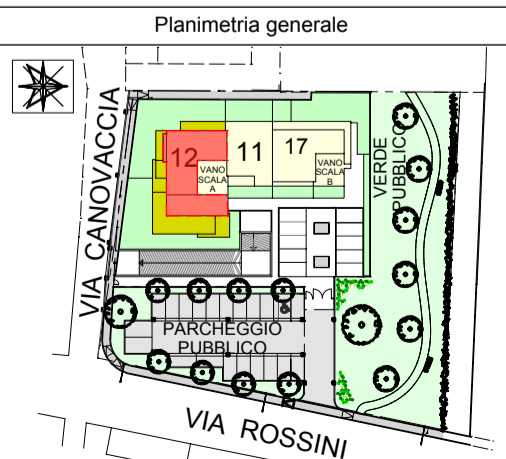 Planimetria generale
VIA CANOVACCIA
12
11
17
VANO
SCALA
A
VANO
SCALA
B
VERDE
PUBBLICO
PARCHEGGIO
PUBBLICO
VIA ROSSINI